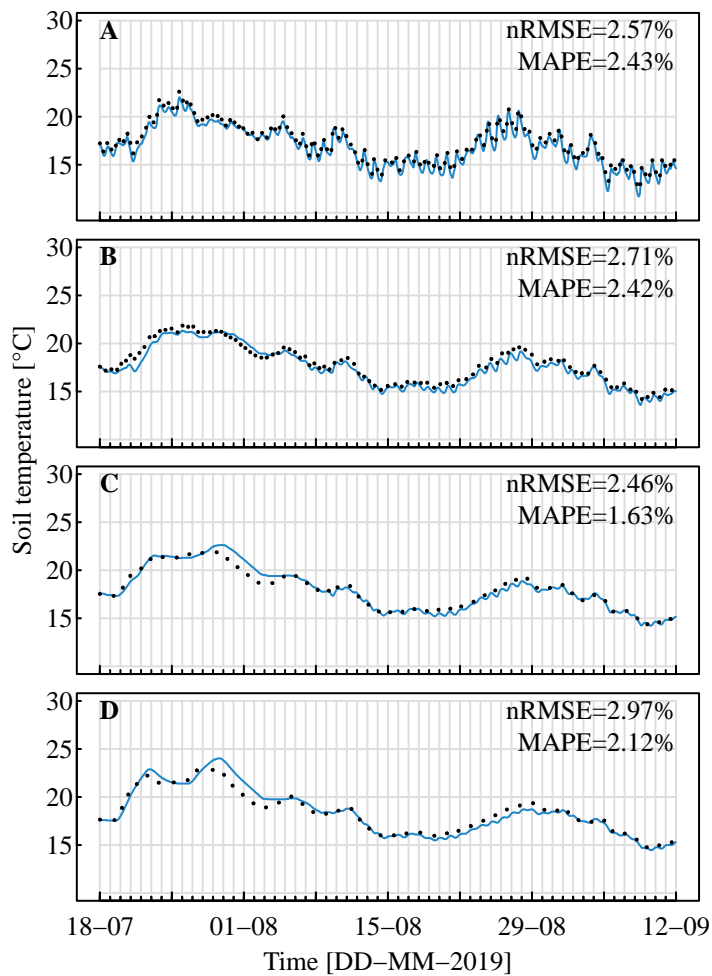 30
A
nRMSE=2.57%
MAPE=2.43%
25
20
15
30
B
nRMSE=2.71%
MAPE=2.42%
25
20
15
Soil temperature [°C]
30
C
nRMSE=2.46%
MAPE=1.63%
25
20
15
30
D
nRMSE=2.97%
MAPE=2.12%
25
20
15
18−07 01−08 15−08 29−08 12−09
Time [DD−MM−2019]